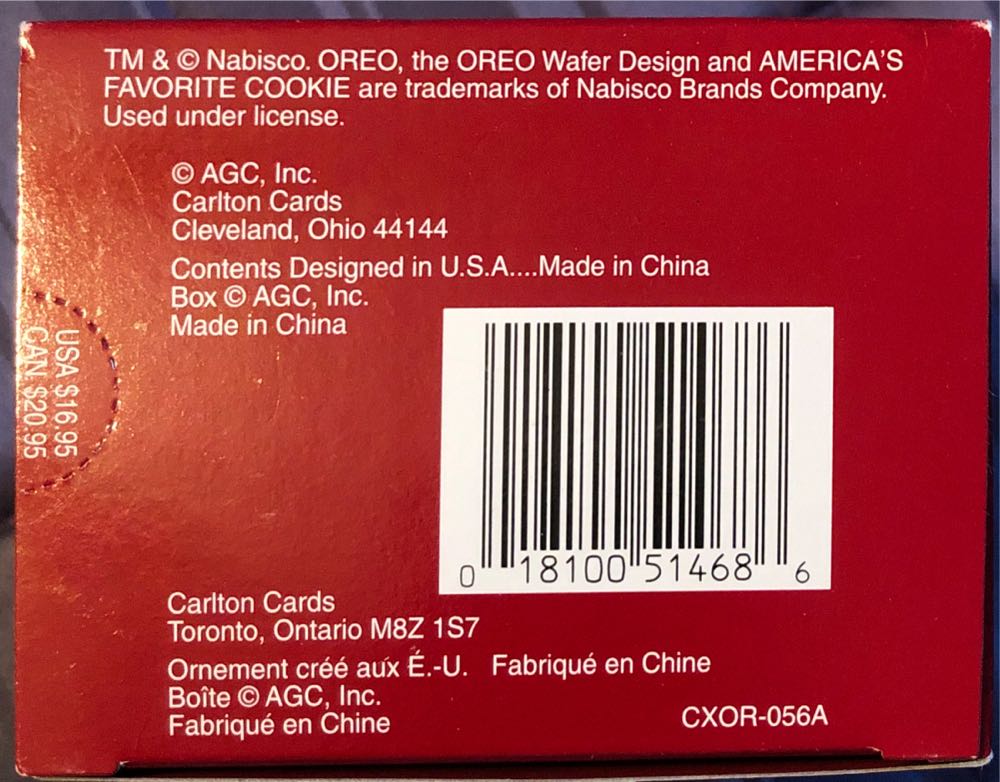 TM & © Nabisco. OREO, the OREO Wafer Design and AMERICA'S
FAVORITE COOKIE are trademarks of Nabisco Brands Company.
Used under license.
© AGC, Inc.
Carlton Cards
Cleveland, Ohio 44144
Contents Designed in U.S.A....Made in China
Box © AGC, Inc.
Made in China
USA $16.95
CAN. $20.95
0 18100 51468 6
Carlton Cards
Toronto, Ontario M8Z 1S7
Ornement créé aux É.-U. Fabriqué en Chine
Boîte © AGC, Inc.
Fabriqué en Chine
CXOR-056A